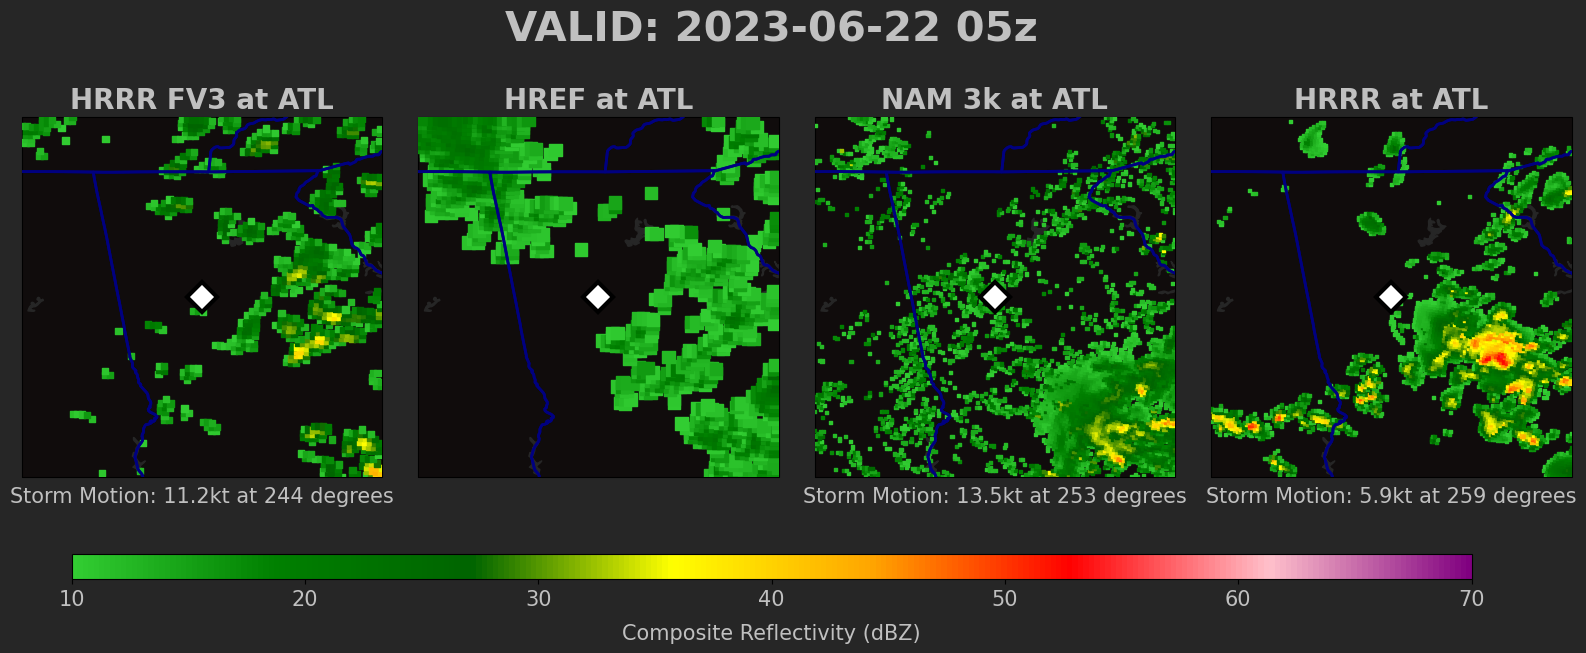 VALID: 2023-06-22 05z
HRRR FV3 at ATL
HREF at ATL
NAM 3k at ATL
HRRR at ATL
Storm Motion: 11.2kt at 244 degrees
Storm Motion: 13.5kt at 253 degrees
Storm Motion: 5.9kt at 259 degrees
10 20 30 40 50 60 70
Composite Reflectivity (dBZ)